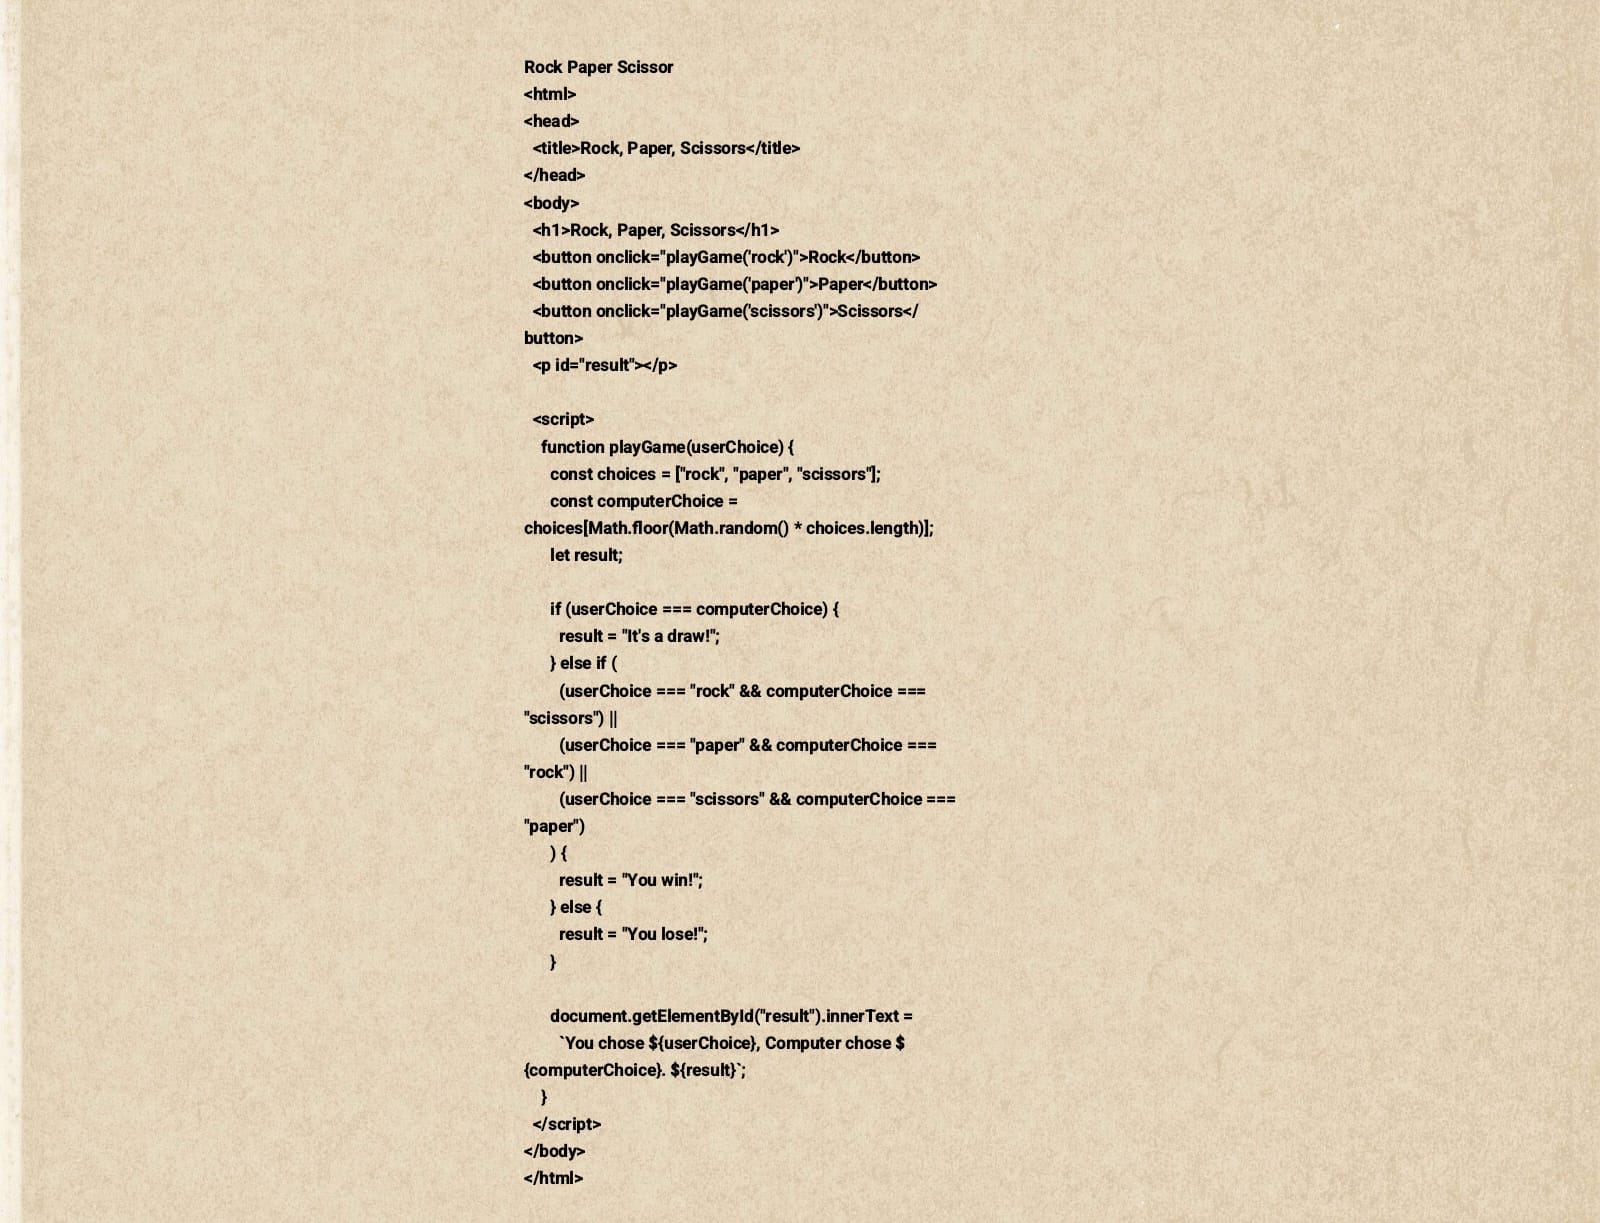 Rock Paper Scissor
<html>
<head>
  <title>Rock, Paper, Scissors</title>
</head>
<body>
  <h1>Rock, Paper, Scissors</h1>
  <button onclick="playGame('rock')">Rock</button>
  <button onclick="playGame('paper')">Paper</button>
  <button onclick="playGame('scissors')">Scissors</
button>
  <p id="result"></p>

  <script>
    function playGame(userChoice) {
      const choices = ["rock", "paper", "scissors"];
      const computerChoice =
choices[Math.floor(Math.random() * choices.length)];
      let result;

      if (userChoice === computerChoice) {
        result = "It's a draw!";
      } else if (
        (userChoice === "rock" && computerChoice ===
"scissors") ||
        (userChoice === "paper" && computerChoice ===
"rock") ||
        (userChoice === "scissors" && computerChoice ===
"paper")
      ) {
        result = "You win!";
      } else {
        result = "You lose!";
      }

      document.getElementById("result").innerText =
        `You chose ${userChoice}, Computer chose $
{computerChoice}. ${result}`;
    }
  </script>
</body>
</html>